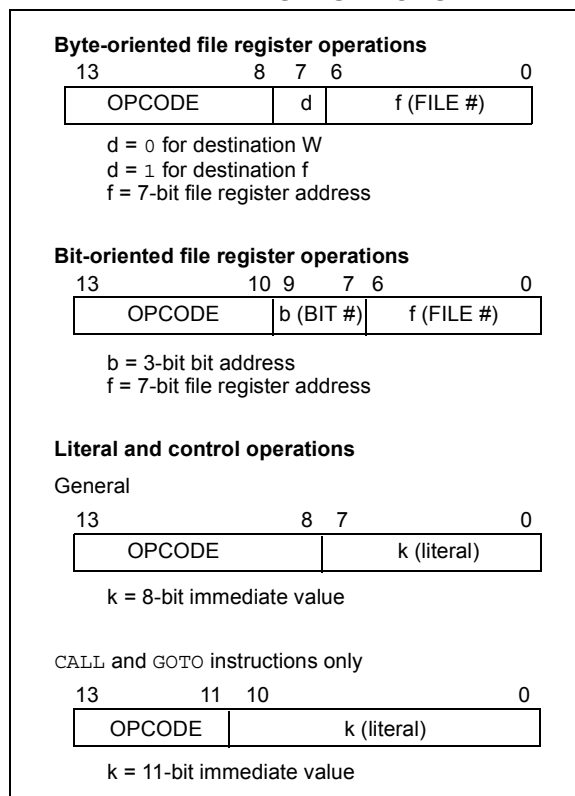 Byte-oriented file register operations
13 8 7 6 0
OPCODE d f (FILE #)
d = 0 for destination W
d = 1 for destination f
f = 7-bit file register address
Bit-oriented file register operations
13 10 9 7 6 0
OPCODE b (BIT #) f (FILE #)
b = 3-bit bit address
f = 7-bit file register address
Literal and control operations
General
13 8 7 0
OPCODE k (literal)
k = 8-bit immediate value
CALL and GOTO instructions only
13 11 10 0
OPCODE k (literal)
k = 11-bit immediate value